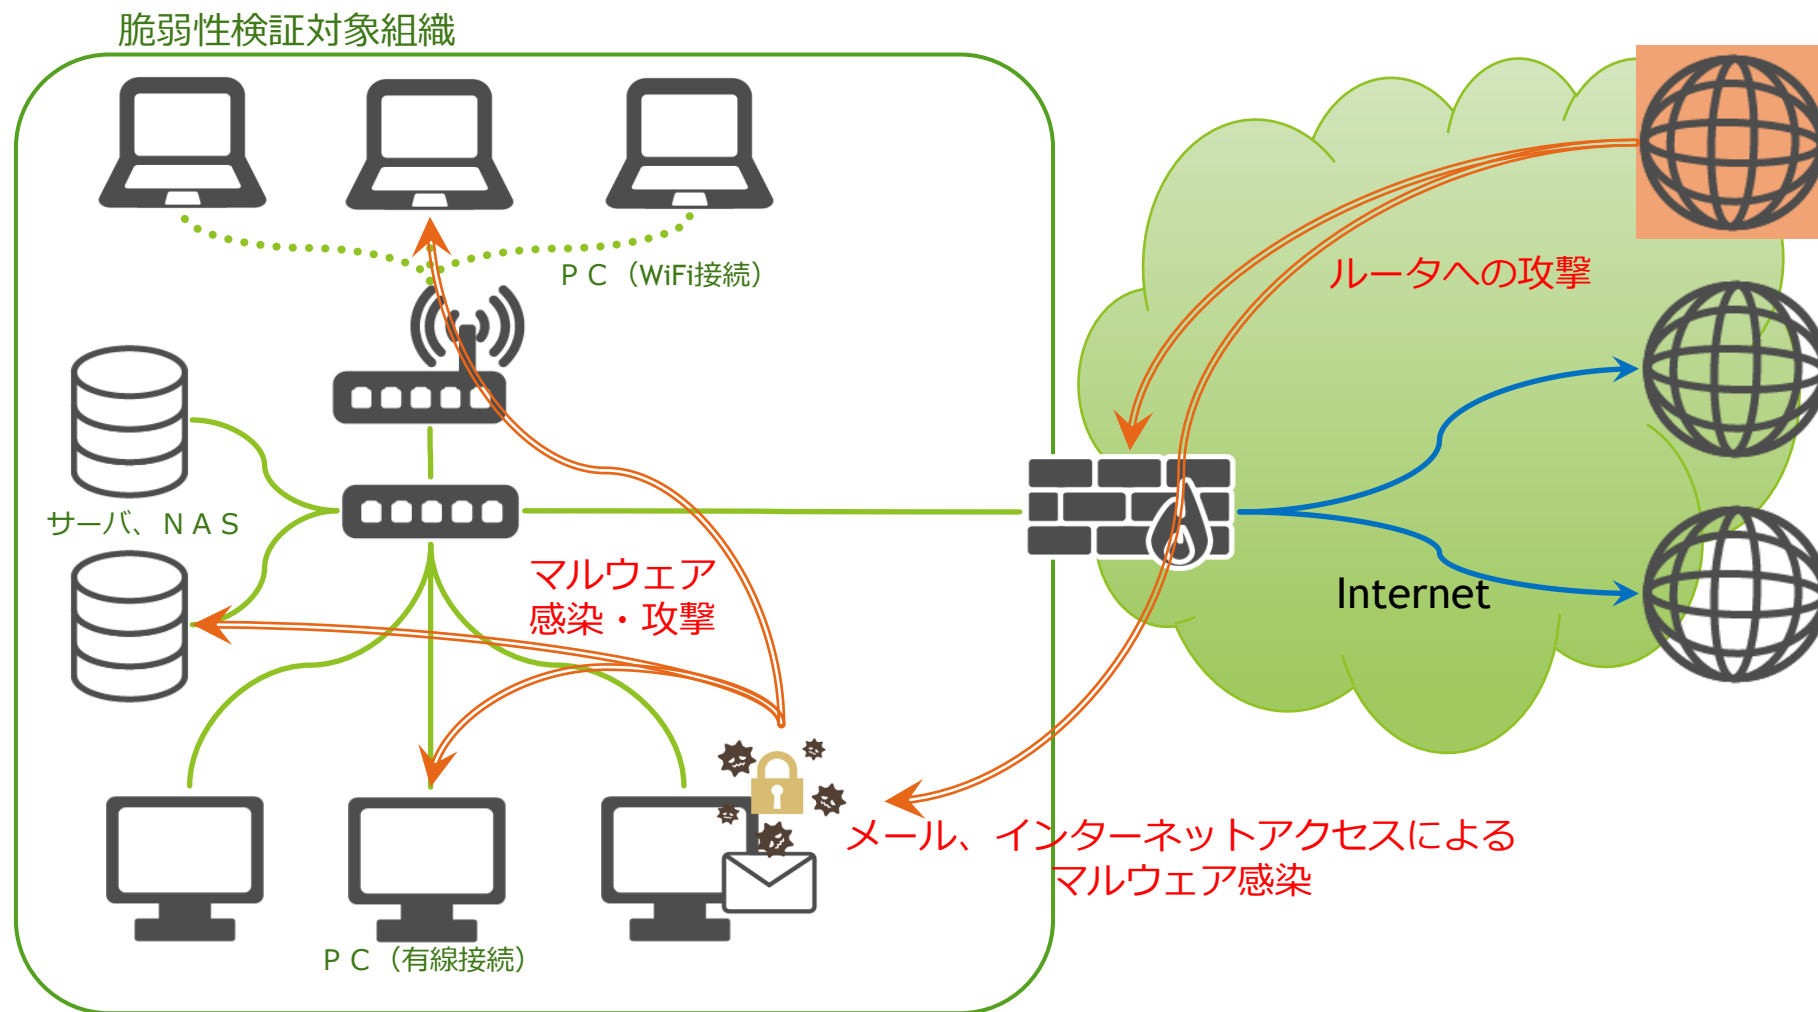 脆弱性検証対象組織
ＰＣ（WiFi接続）
ルータへの攻撃
サーバ、ＮＡＳ
マルウェア
感染・攻撃
Internet
メール、インターネットアクセスによる
マルウェア感染
ＰＣ（有線接続）